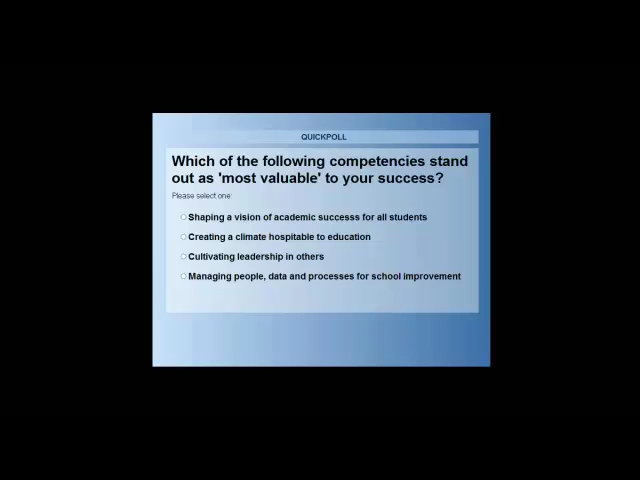 QUICKPOLL
Which of the following competencies stand
out as 'most valuable' to your success?
Please select one:
Shaping a vision of academic successs for all students
Creating a climate hospitable to education
Cultivating leadership in others
Managing people, data and processes for school improvement